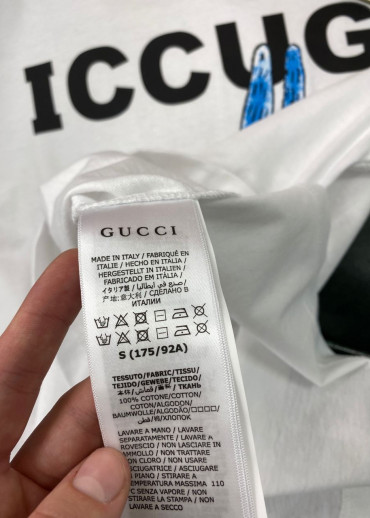 ICCUG
GUCCI
MADE IN ITALY / FABRIQUÉ EN
ITALIE / HECHO EN ITALIA /
HERGESTELLT IN ITALIEN /
FABRICADO EM ITÁLIA /
イタリア製 / صنع في إيطاليا /
产地:意大利 / СДЕЛАНО В
ИТАЛИИ
S (175/92A)
TESSUTO/FABRIC/TISSU/
TEJIDO/GEWEBE/TECIDO/
قماش / ТКАНЬ
100% COTONE/COTTON/
COTON/ALGODON/
BAUMWOLLE/ALGODÃO/□□□□/
قطن/ХЛОПОК
LAVARE A MANO / LAVARE
SEPARATAMENTE / LAVARE A
ROVESCIO / NON LASCIARE IN
AMMOLLO / NON TRATTARE
CON CLORO / NON USARE
ASCIUGATRICE / ASCIUGARE
IN PIANO / STIRARE A
TEMPERATURA MASSIMA 110
°C SENZA VAPORE / NON
STIRARE LA STAMPA / NON
LAVARE A SECCO